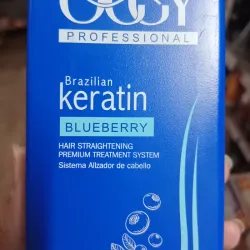 PROFESSIONAL
Brazilian
keratin
BLUEBERRY
HAIR STRAIGHTENING
PREMIUM TREATMENT SYSTEM
Sistema Alizador de cabello